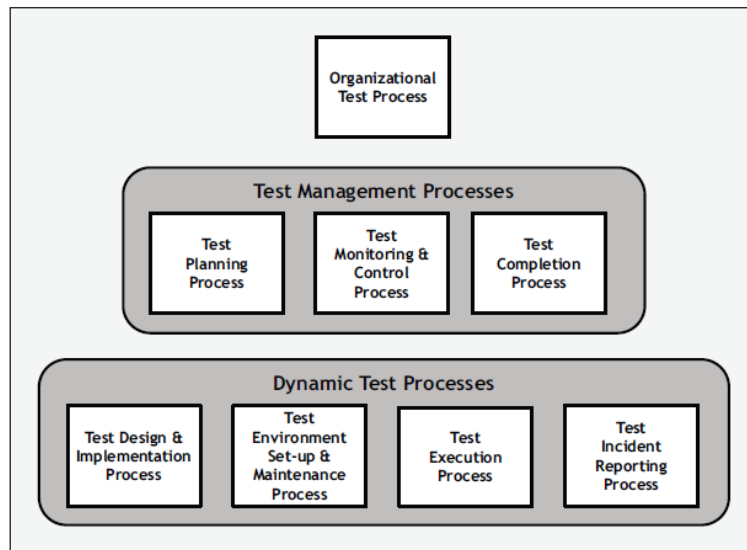 Organizational
Test Process
Test Management Processes
Test
Planning
Process
Test
Monitoring &
Control
Process
Test
Completion
Process
Dynamic Test Processes
Test Design &
Implementation
Process
Test
Environment
Set-up &
Maintenance
Process
Test
Execution
Process
Test
Incident
Reporting
Process